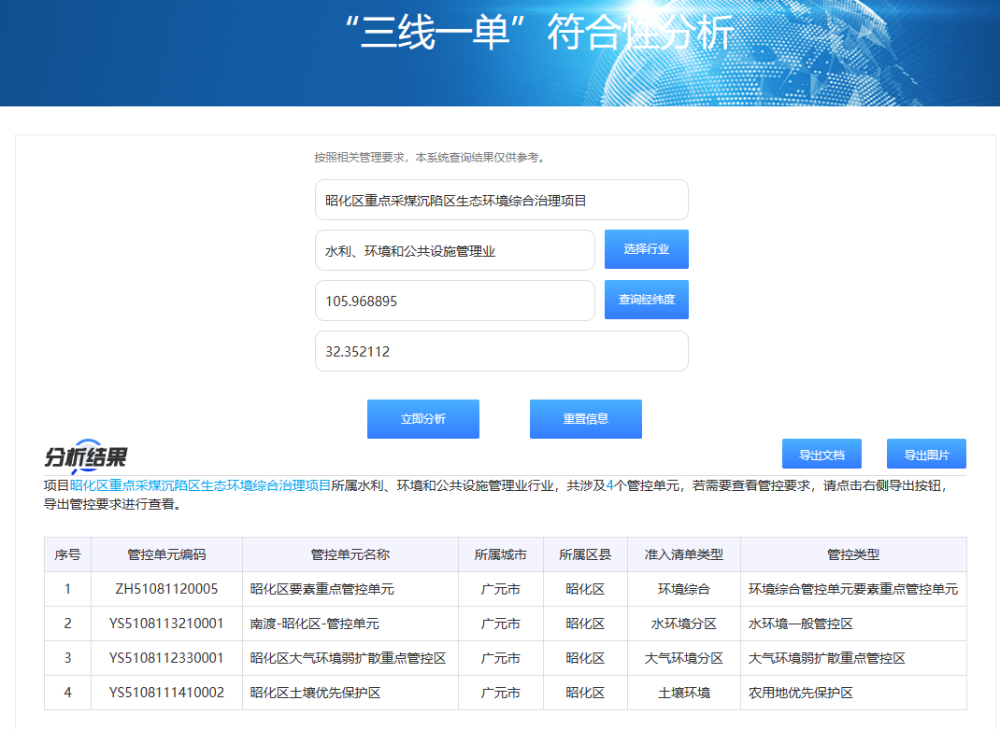 “三线一单”符合性分析
按照相关管理要求，本系统查询结果仅供参考。
昭化区重点采煤沉陷区生态环境综合治理项目
水利、环境和公共设施管理业 选择行业
105.968895 查询经纬度
32.352112
立即分析 重置信息
分析结果 导出文档 导出图片
项目昭化区重点采煤沉陷区生态环境综合治理项目所属水利、环境和公共设施管理业行业，共涉及4个管控单元，若需要查看管控要求，请点击右侧导出按钮，
导出管控要求进行查看。
序号 管控单元编码 管控单元名称 所属城市 所属区县 准入清单类型 管控类型
1 ZH51081120005 昭化区要素重点管控单元 广元市 昭化区 环境综合 环境综合管控单元要素重点管控单元
2 YS5108113210001 南渡-昭化区-管控单元 广元市 昭化区 水环境分区 水环境一般管控区
3 YS5108112330001 昭化区大气环境弱扩散重点管控区 广元市 昭化区 大气环境分区 大气环境弱扩散重点管控区
4 YS5108111410002 昭化区土壤优先保护区 广元市 昭化区 土壤环境 农用地优先保护区